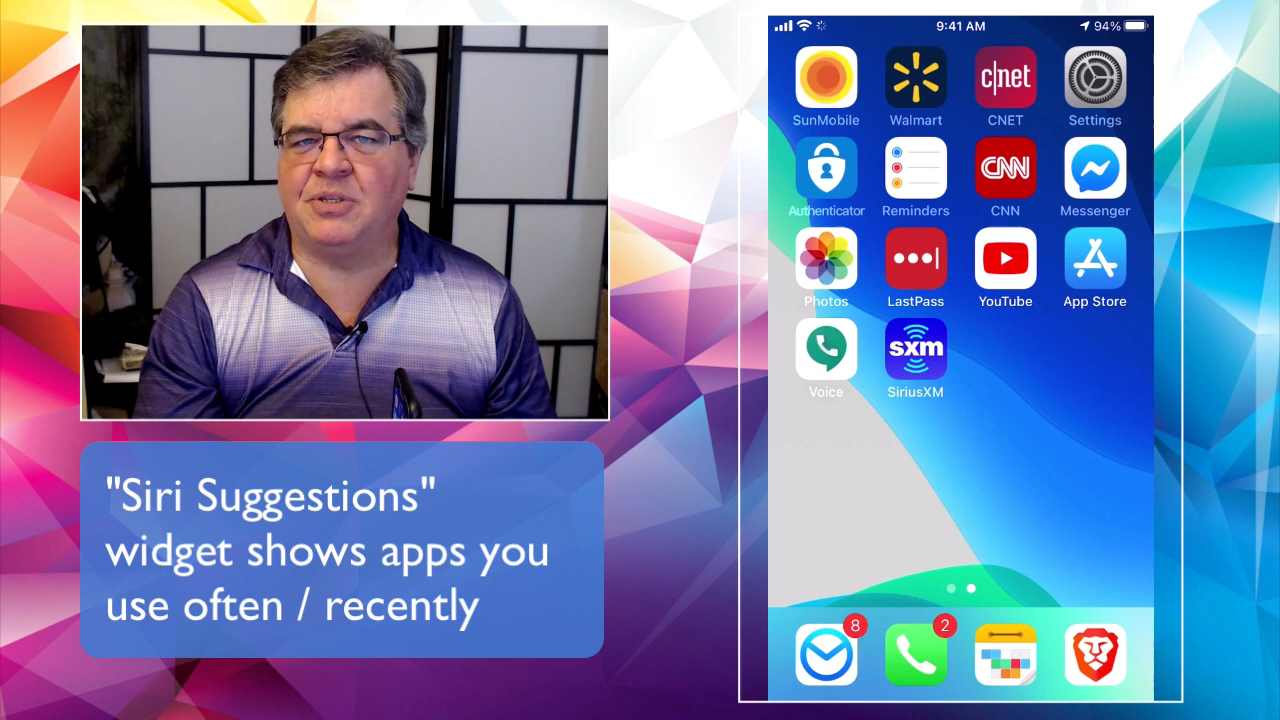 9:41 AM
94%
SunMobile
Walmart
c|net
CNET
Settings
Authenticator
Reminders
CNN
CNN
Messenger
Photos
LastPass
YouTube
App Store
Voice
sxm
SiriusXM
8
2
"Siri Suggestions"
widget shows apps you
use often / recently